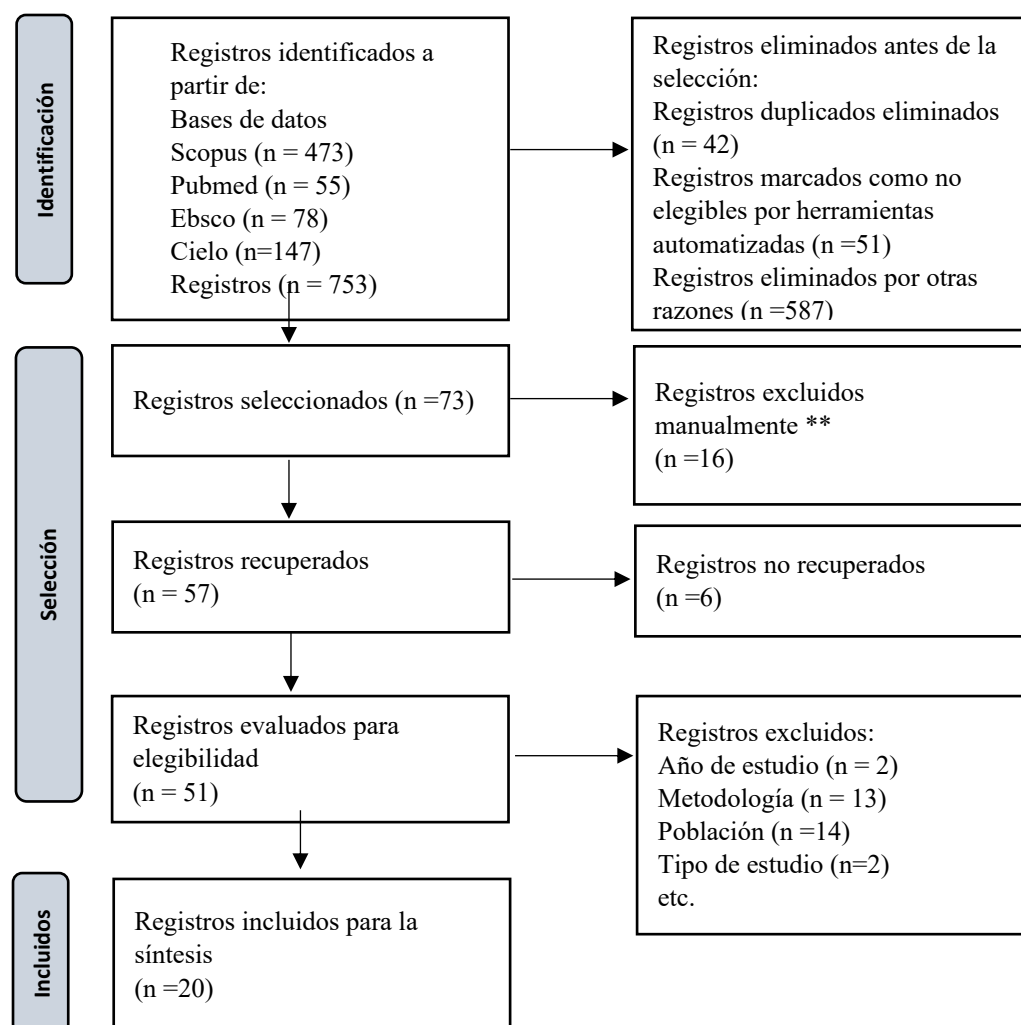 Identificación
Registros identificados a
partir de:
Bases de datos
Scopus (n = 473)
Pubmed (n = 55)
Ebsco (n = 78)
Cielo (n=147)
Registros (n = 753)
Registros eliminados antes de la
selección:
Registros duplicados eliminados
(n = 42)
Registros marcados como no
elegibles por herramientas
automatizadas (n =51)
Registros eliminados por otras
razones (n =587)
Selección
Registros seleccionados (n =73)
Registros excluidos
manualmente **
(n =16)
Registros recuperados
(n = 57)
Registros no recuperados
(n =6)
Registros evaluados para
elegibilidad
(n = 51)
Registros excluidos:
Año de estudio (n = 2)
Metodología (n = 13)
Población (n =14)
Tipo de estudio (n=2)
etc.
Incluidos
Registros incluidos para la
síntesis
(n =20)